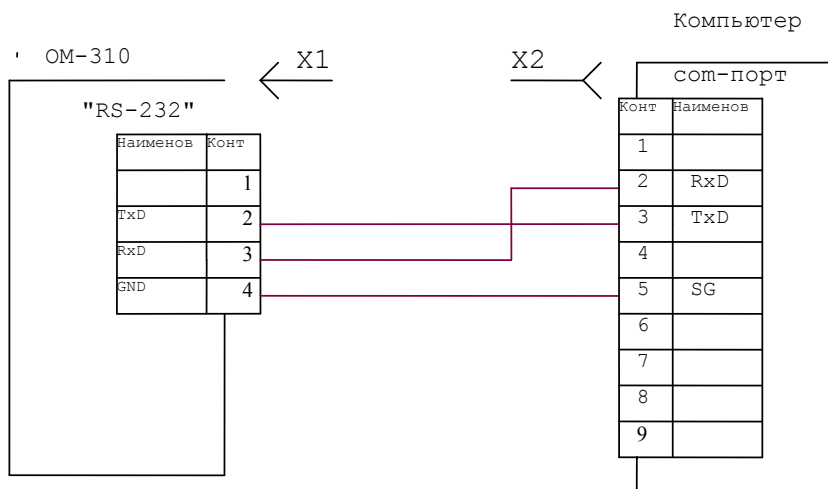 Компьютер
' ОМ-310
X1
X2
com-порт
"RS-232"
Конт Наименов
Наименов Конт
1
1
2 RxD
TxD 2
3 TxD
RxD 3
4
GND 4
5 SG
6
7
8
9